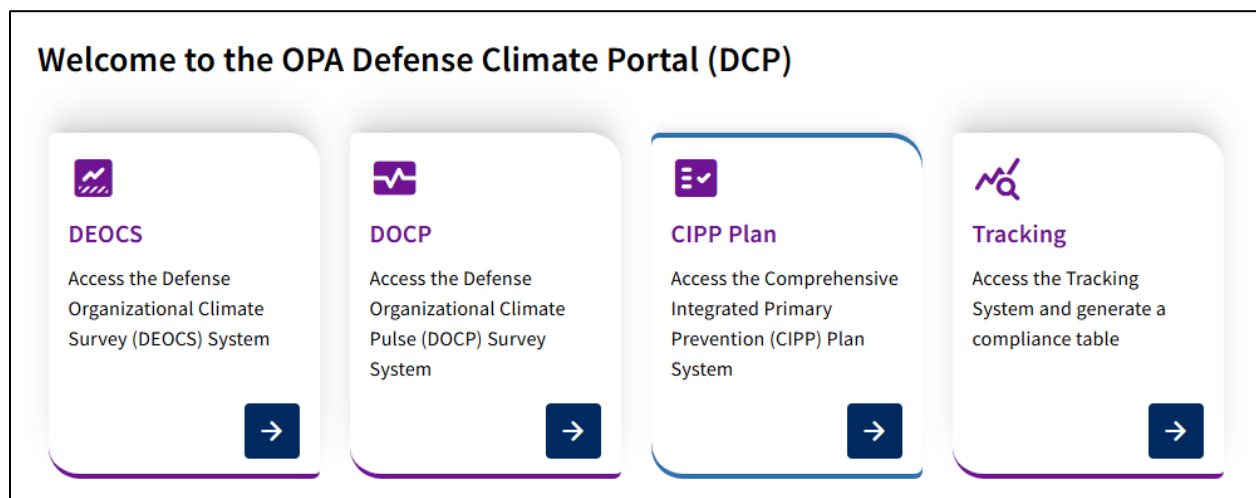 Welcome to the OPA Defense Climate Portal (DCP)
DEOCS
Access the Defense
Organizational Climate
Survey (DEOCS) System
DOCP
Access the Defense
Organizational Climate
Pulse (DOCP) Survey
System
CIPP Plan
Access the Comprehensive
Integrated Primary
Prevention (CIPP) Plan
System
Tracking
Access the Tracking
System and generate a
compliance table